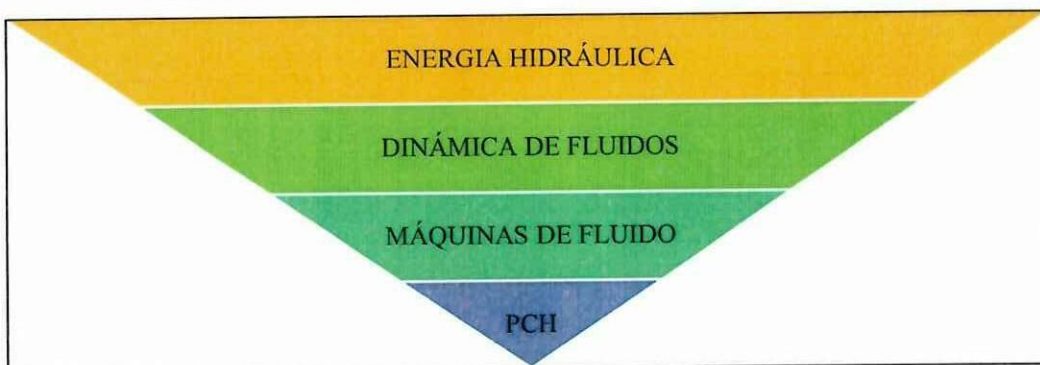 ENERGIA HIDRÁULICA
DINÁMICA DE FLUIDOS
MÁQUINAS DE FLUIDO
PCH